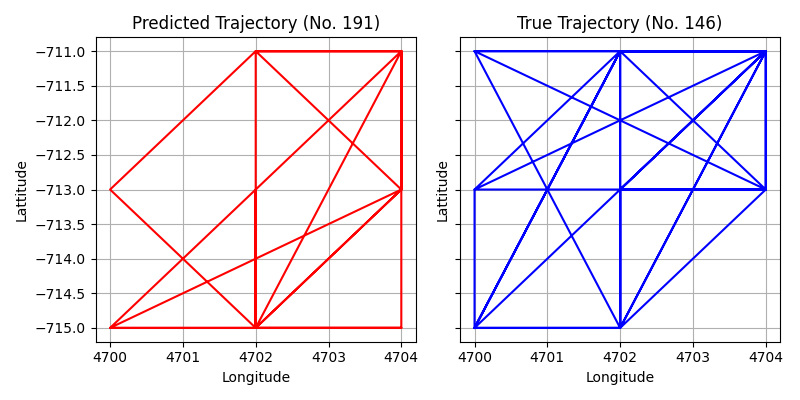 Predicted Trajectory (No. 191)
True Trajectory (No. 146)
−711.0
−711.5
−712.0
−712.5
−713.0
−713.5
−714.0
−714.5
−715.0
Lattitude
Lattitude
4700 4701 4702 4703 4704
4700 4701 4702 4703 4704
Longitude
Longitude